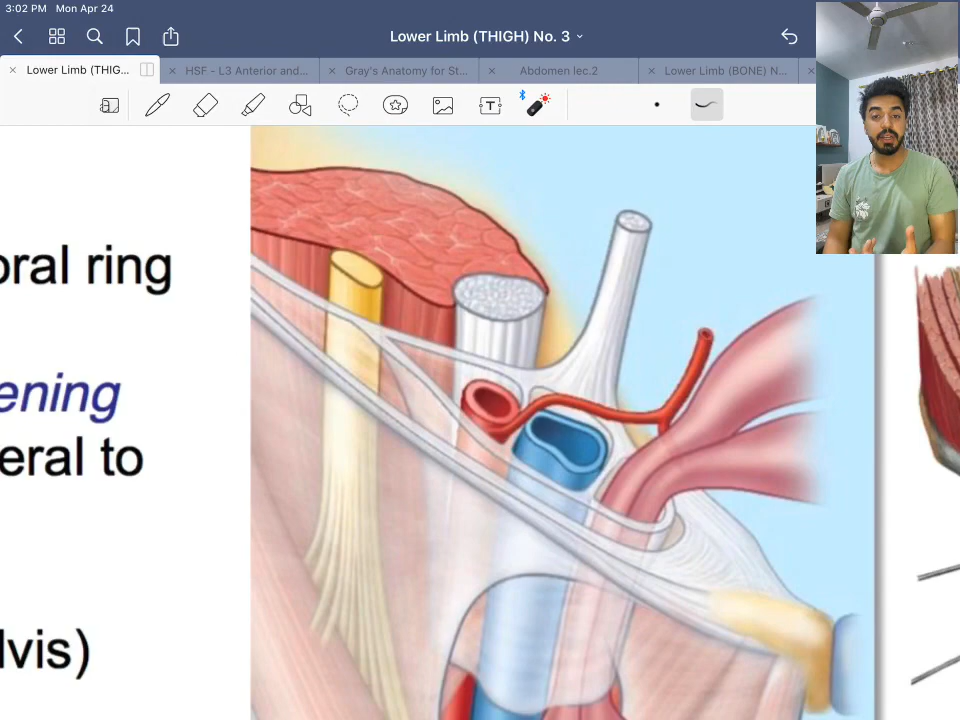 3:02 PM Mon Apr 24
Lower Limb (THIGH) No. 3
Lower Limb (THIG...
HSF - L3 Anterior and...
Gray's Anatomy for St...
Abdomen lec.2
Lower Limb (BONE) N...
T
oral ring
ening
eral to
lvis)